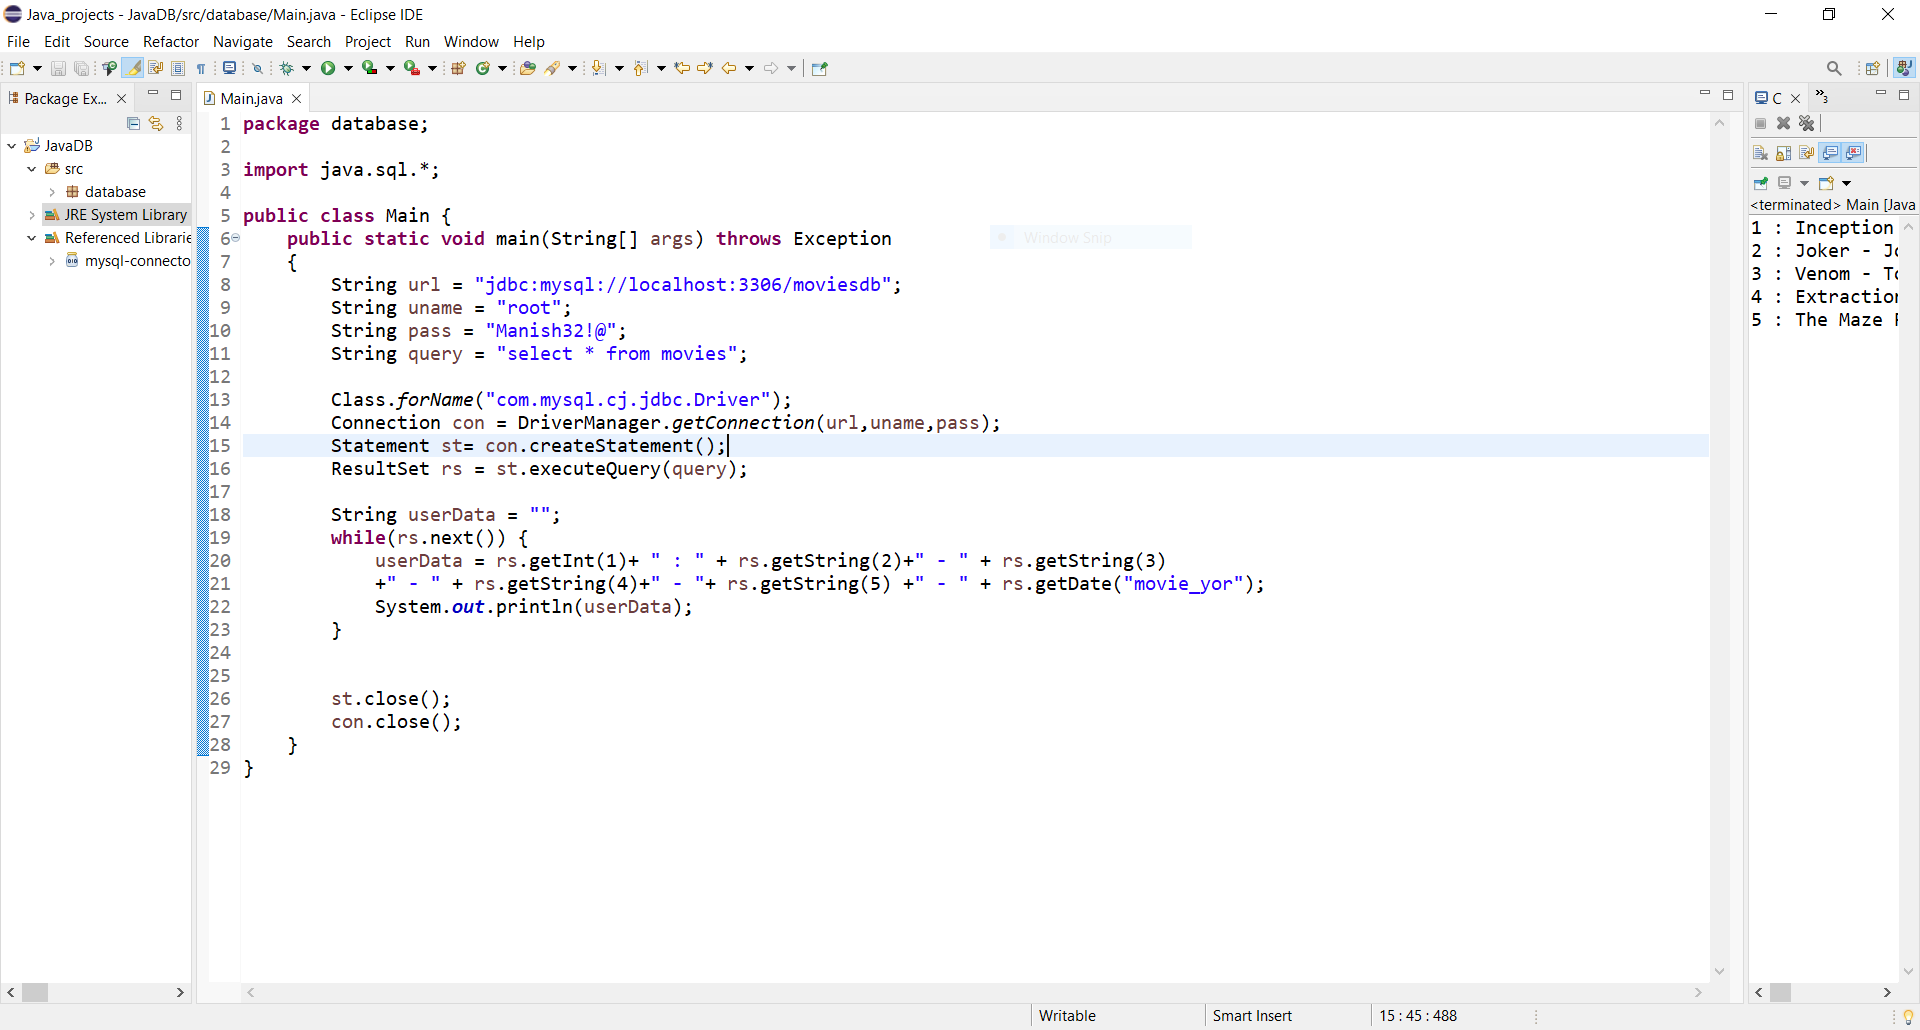 Java_projects - JavaDB/src/database/Main.java - Eclipse IDE
File Edit Source Refactor Navigate Search Project Run Window Help
Package Ex...
JavaDB
src
database
JRE System Library
Referenced Librarie
mysql-connecto
Main.java
1 package database;
2
3 import java.sql.*;
4
5 public class Main {
6 public static void main(String[] args) throws Exception
7 {
8 String url = "jdbc:mysql://localhost:3306/moviesdb";
9 String uname = "root";
10 String pass = "Manish32!@";
11 String query = "select * from movies";
12
13 Class.forName("com.mysql.cj.jdbc.Driver");
14 Connection con = DriverManager.getConnection(url,uname,pass);
15 Statement st= con.createStatement();
16 ResultSet rs = st.executeQuery(query);
17
18 String userData = "";
19 while(rs.next()) {
20 userData = rs.getInt(1)+ " : " + rs.getString(2)+" - " + rs.getString(3)
21 +" - " + rs.getString(4)+" - "+ rs.getString(5) +" - " + rs.getDate("movie_yor");
22 System.out.println(userData);
23 }
24
25
26 st.close();
27 con.close();
28 }
29 }
Window Snip
C
3
<terminated> Main [Java
1 : Inception
2 : Joker - Jo
3 : Venom - To
4 : Extraction
5 : The Maze
Writable Smart Insert 15 : 45 : 488